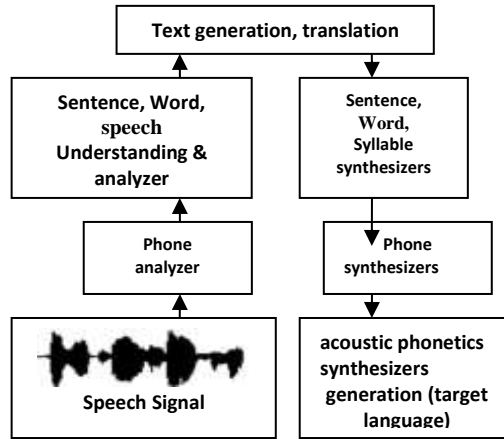 Text generation, translation
Sentence, Word,
speech
Understanding &
analyzer
Sentence,
Word,
Syllable
synthesizers
Phone
analyzer
Phone
synthesizers
Speech Signal
acoustic phonetics
synthesizers
generation (target
language)